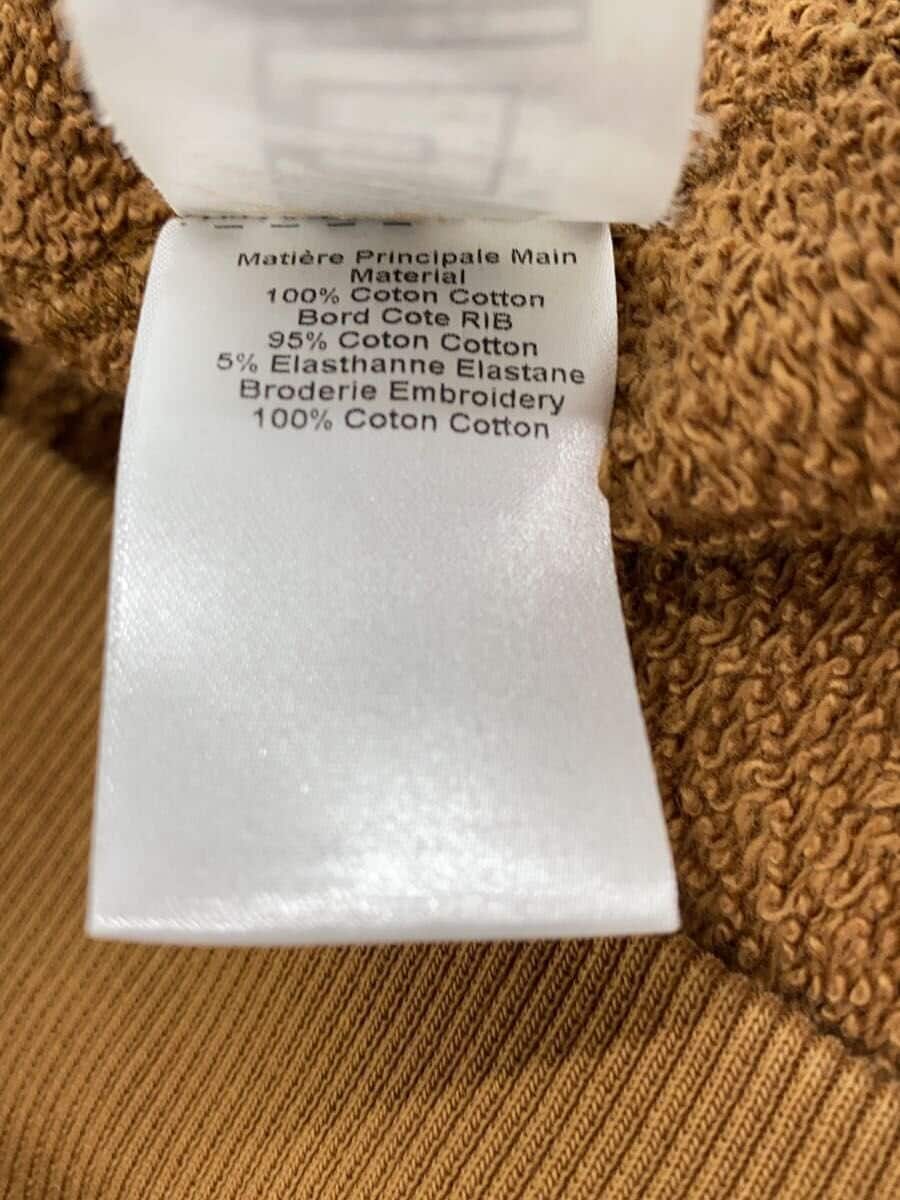 Matière Principale Main
Material
100% Coton Cotton
Bord Cote RIB
95% Coton Cotton
5% Elasthanne Elastane
Broderie Embroidery
100% Coton Cotton